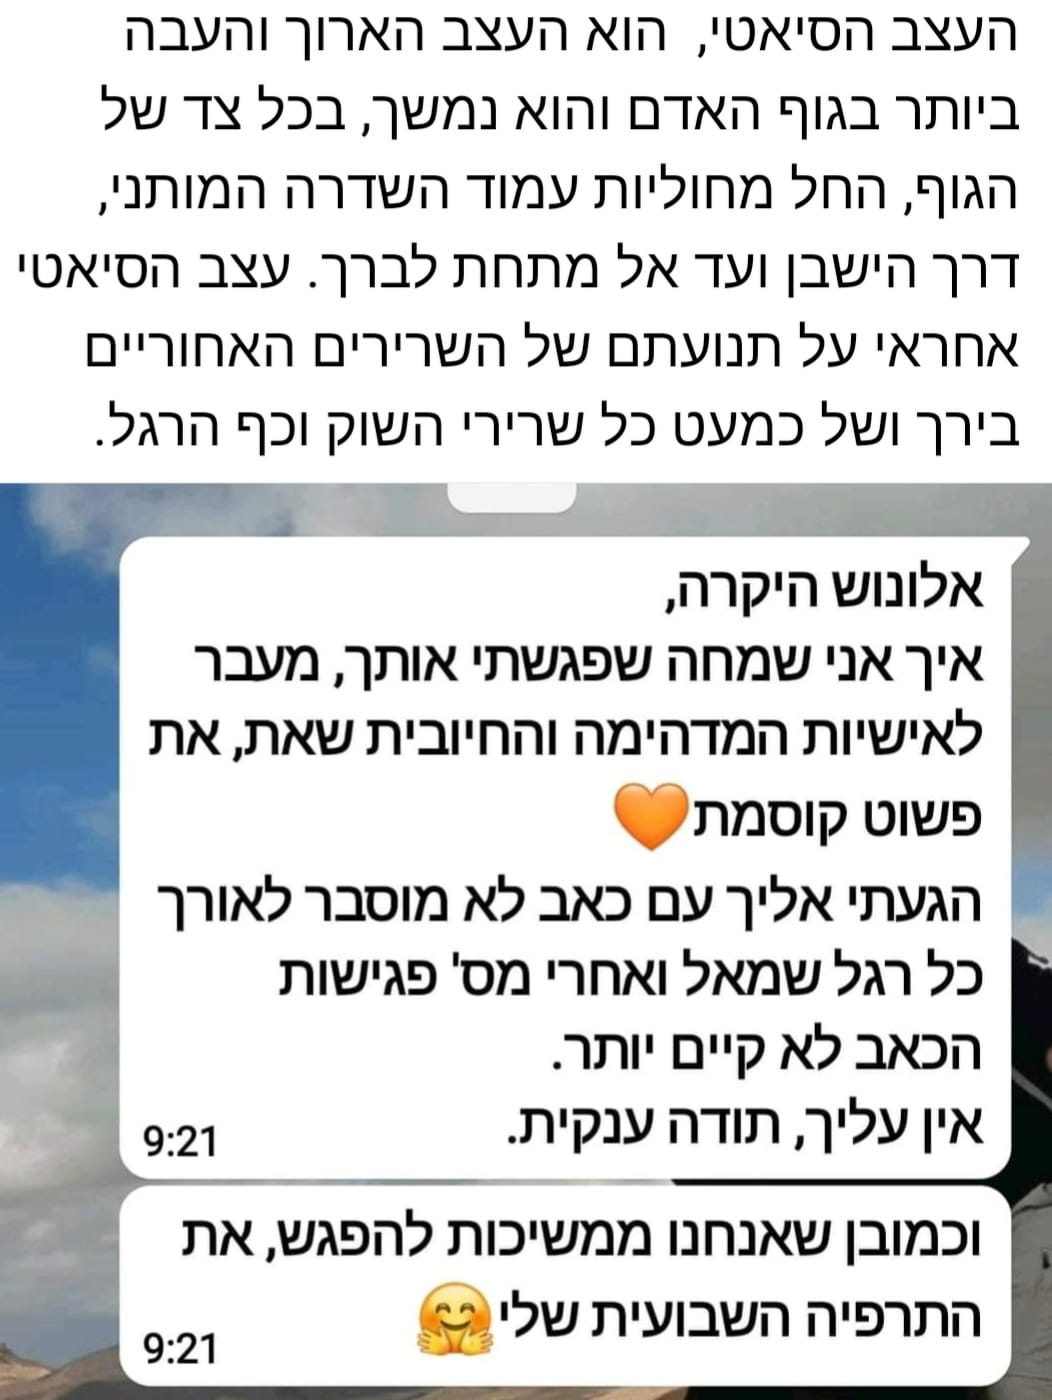 העצב הסיאטי, הוא העצב הארוך והעבה
ביותר בגוף האדם והוא נמשך, בכל צד של
הגוף, החל מחוליות עמוד השדרה המותני,
דרך הישבן ועד אל מתחת לברך. עצב הסיאטי
אחראי על תנועתם של השרירים האחוריים
בירך ושל כמעט כל שרירי השוק וכף הרגל.
אלונוש היקרה,
איך אני שמחה שפגשתי אותך, מעבר
לאישיות המדהימה והחיובית שאת, את
פשוט קוסמת🧡
הגעתי אליך עם כאב לא מוסבר לאורך
כל רגל שמאל ואחרי מס' פגישות
הכאב לא קיים יותר.
אין עליך, תודה ענקית.
9:21
וכמובן שאנחנו ממשיכות להפגש, את
התרפיה השבועית שלי🤗
9:21